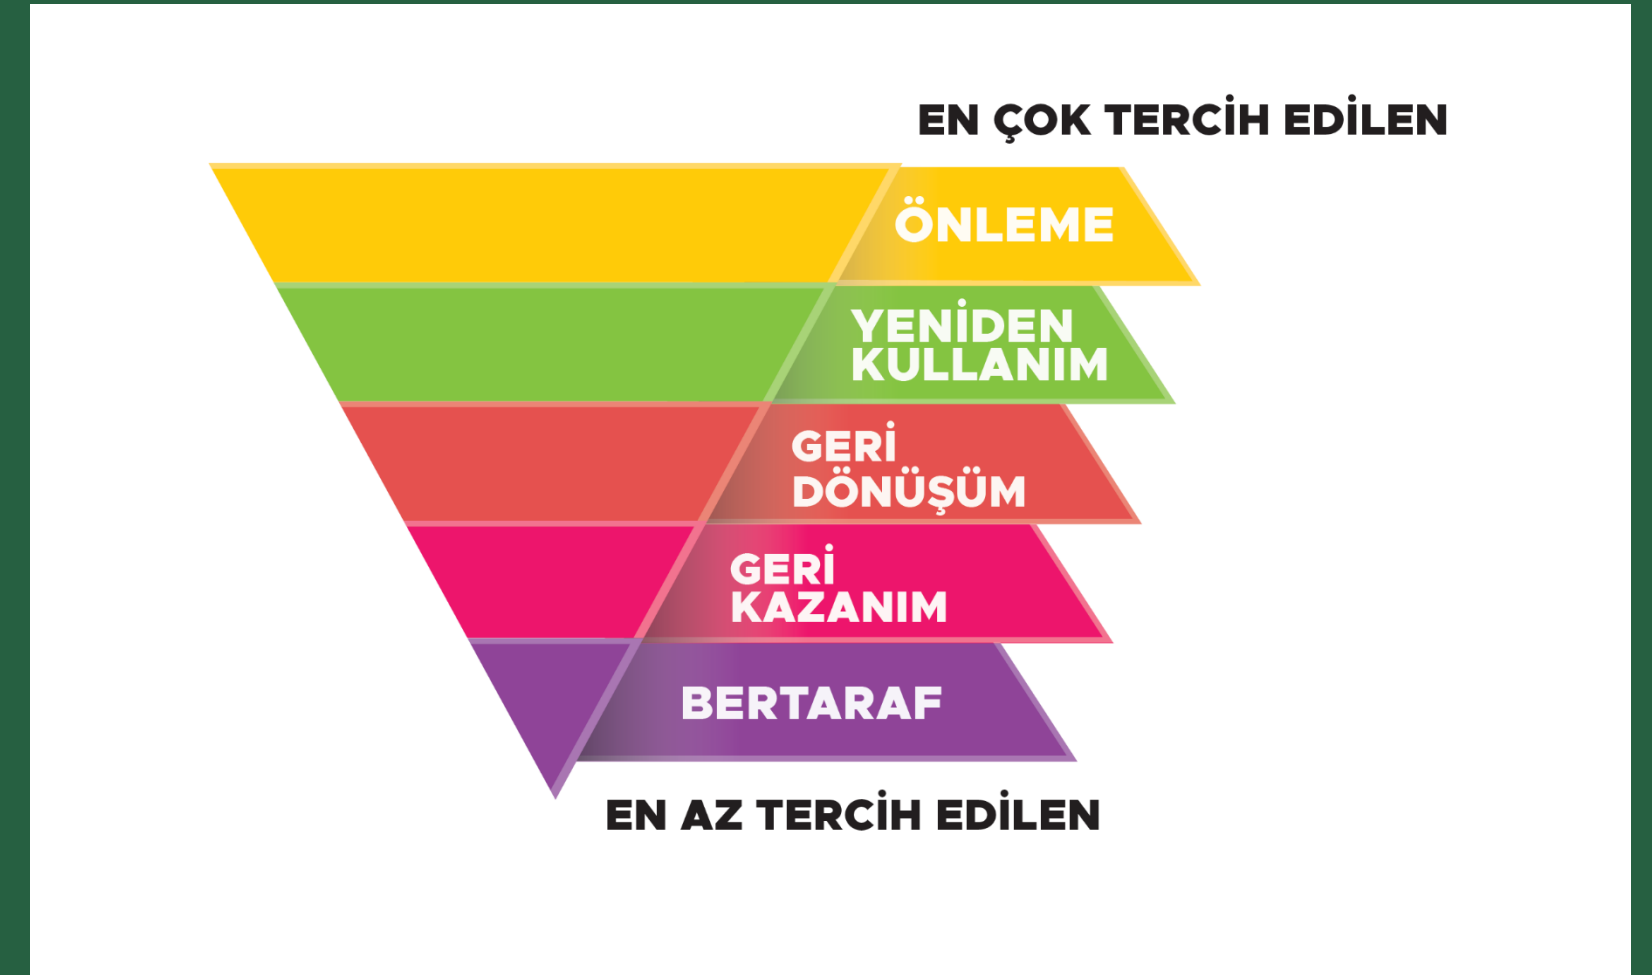 EN ÇOK TERCİH EDİLEN
ÖNLEME
YENİDEN
KULLANIM
GERİ
DÖNÜŞÜM
GERİ
KAZANIM
BERTARAF
EN AZ TERCİH EDİLEN